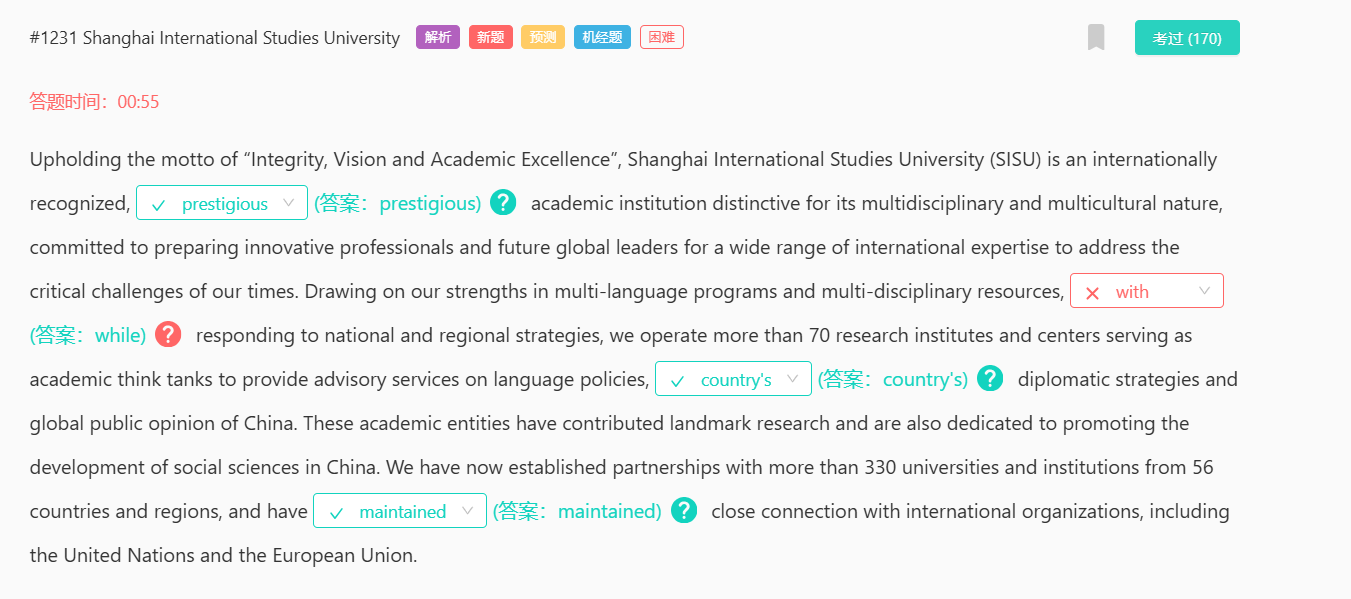 #1231 Shanghai International Studies University 解析 新题 预测 机经题 困难 考过 (170)
答题时间：00:55
Upholding the motto of “Integrity, Vision and Academic Excellence”, Shanghai International Studies University (SISU) is an internationally
recognized, prestigious (答案：prestigious) ? academic institution distinctive for its multidisciplinary and multicultural nature,
committed to preparing innovative professionals and future global leaders for a wide range of international expertise to address the
critical challenges of our times. Drawing on our strengths in multi-language programs and multi-disciplinary resources, with
(答案：while) ? responding to national and regional strategies, we operate more than 70 research institutes and centers serving as
academic think tanks to provide advisory services on language policies, country's (答案：country's) ? diplomatic strategies and
global public opinion of China. These academic entities have contributed landmark research and are also dedicated to promoting the
development of social sciences in China. We have now established partnerships with more than 330 universities and institutions from 56
countries and regions, and have maintained (答案：maintained) ? close connection with international organizations, including
the United Nations and the European Union.